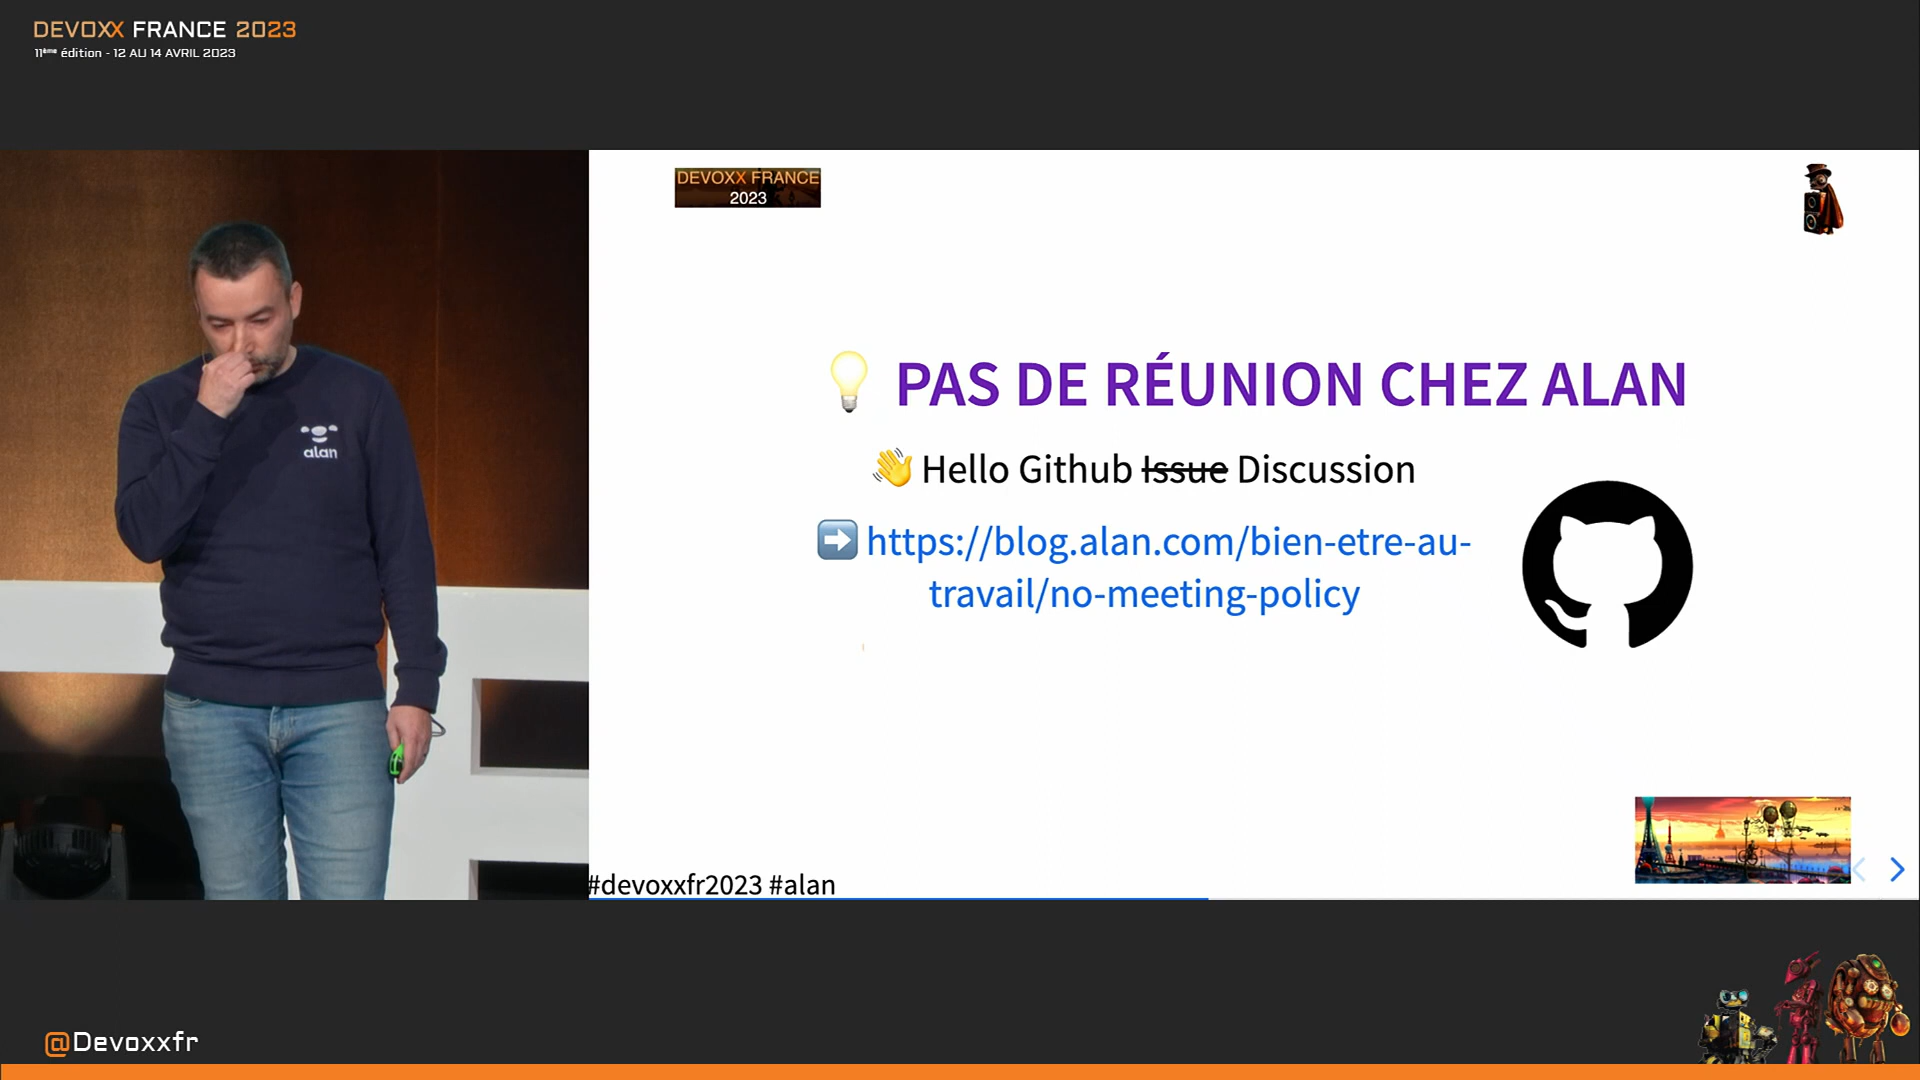 DEVOXX FRANCE 2023
11ème édition - 12 AU 14 AVRIL 2023
DEVOXX FRANCE
2023
PAS DE RÉUNION CHEZ ALAN
Hello Github Issue Discussion
https://blog.alan.com/bien-etre-au-
travail/no-meeting-policy
alan
#devoxxfr2023 #alan
@Devoxxfr